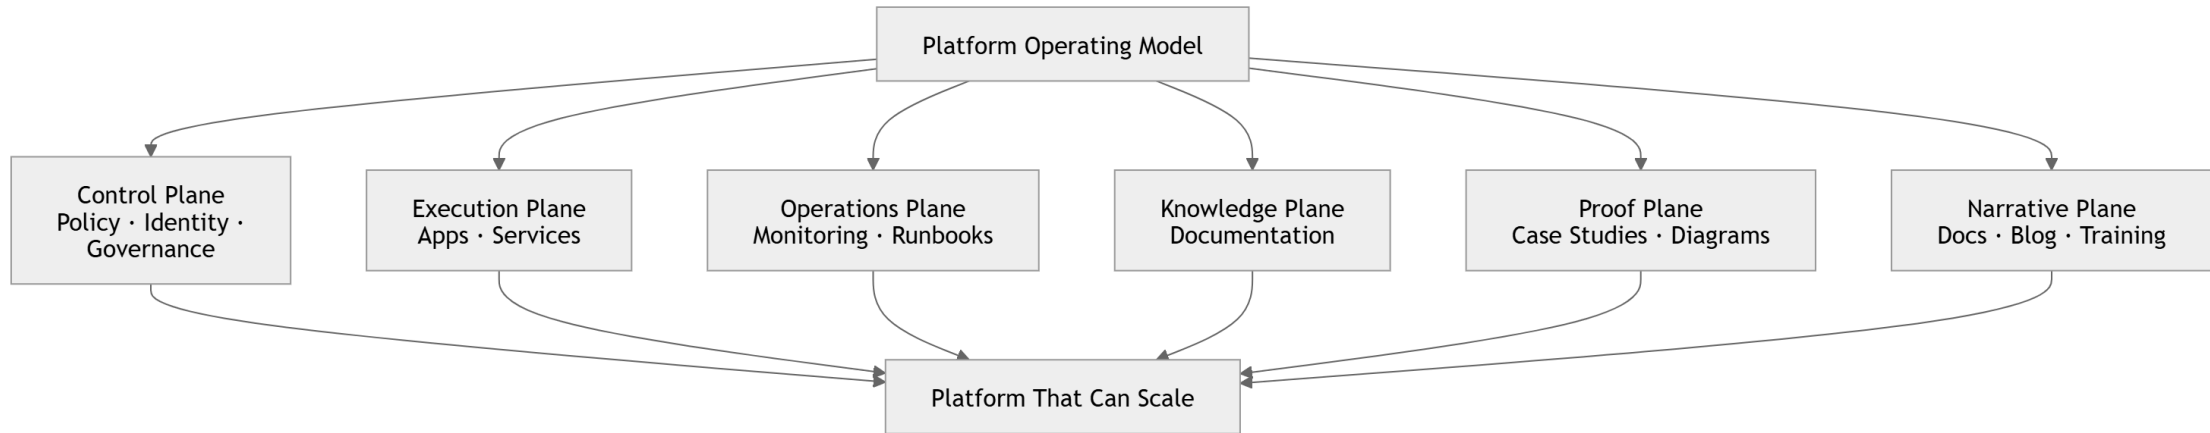 Platform Operating Model
Control Plane
Policy · Identity ·
Governance
Execution Plane
Apps · Services
Operations Plane
Monitoring · Runbooks
Knowledge Plane
Documentation
Proof Plane
Case Studies · Diagrams
Narrative Plane
Docs · Blog · Training
Platform That Can Scale